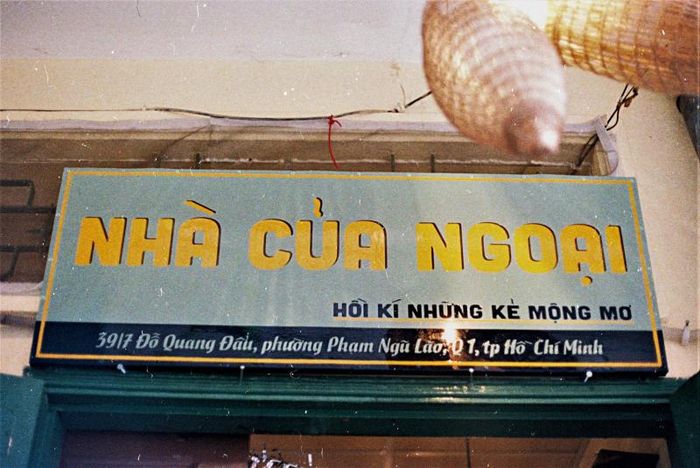 NHÀ CỦA NGOẠI
HỒI KÍ NHỮNG KẺ MỘNG MƠ
39/7 Đỗ Quang Đẩu, phường Phạm Ngũ Lão, Q 1, tp Hồ Chí Minh